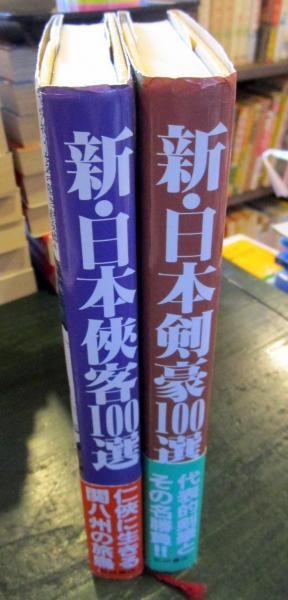 新・日本侠客100選
仁侠に生きる
関八州の旅鴉
新・日本剣豪100選
代表的剣豪と
その名勝負!!